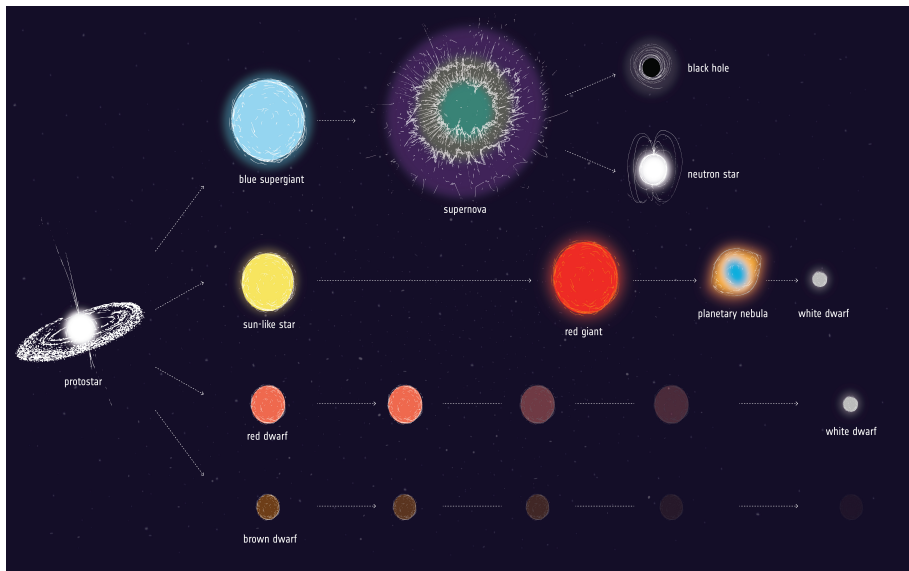 black hole
blue supergiant
neutron star
supernova
sun-like star
red giant
planetary nebula
white dwarf
protostar
red dwarf
white dwarf
brown dwarf